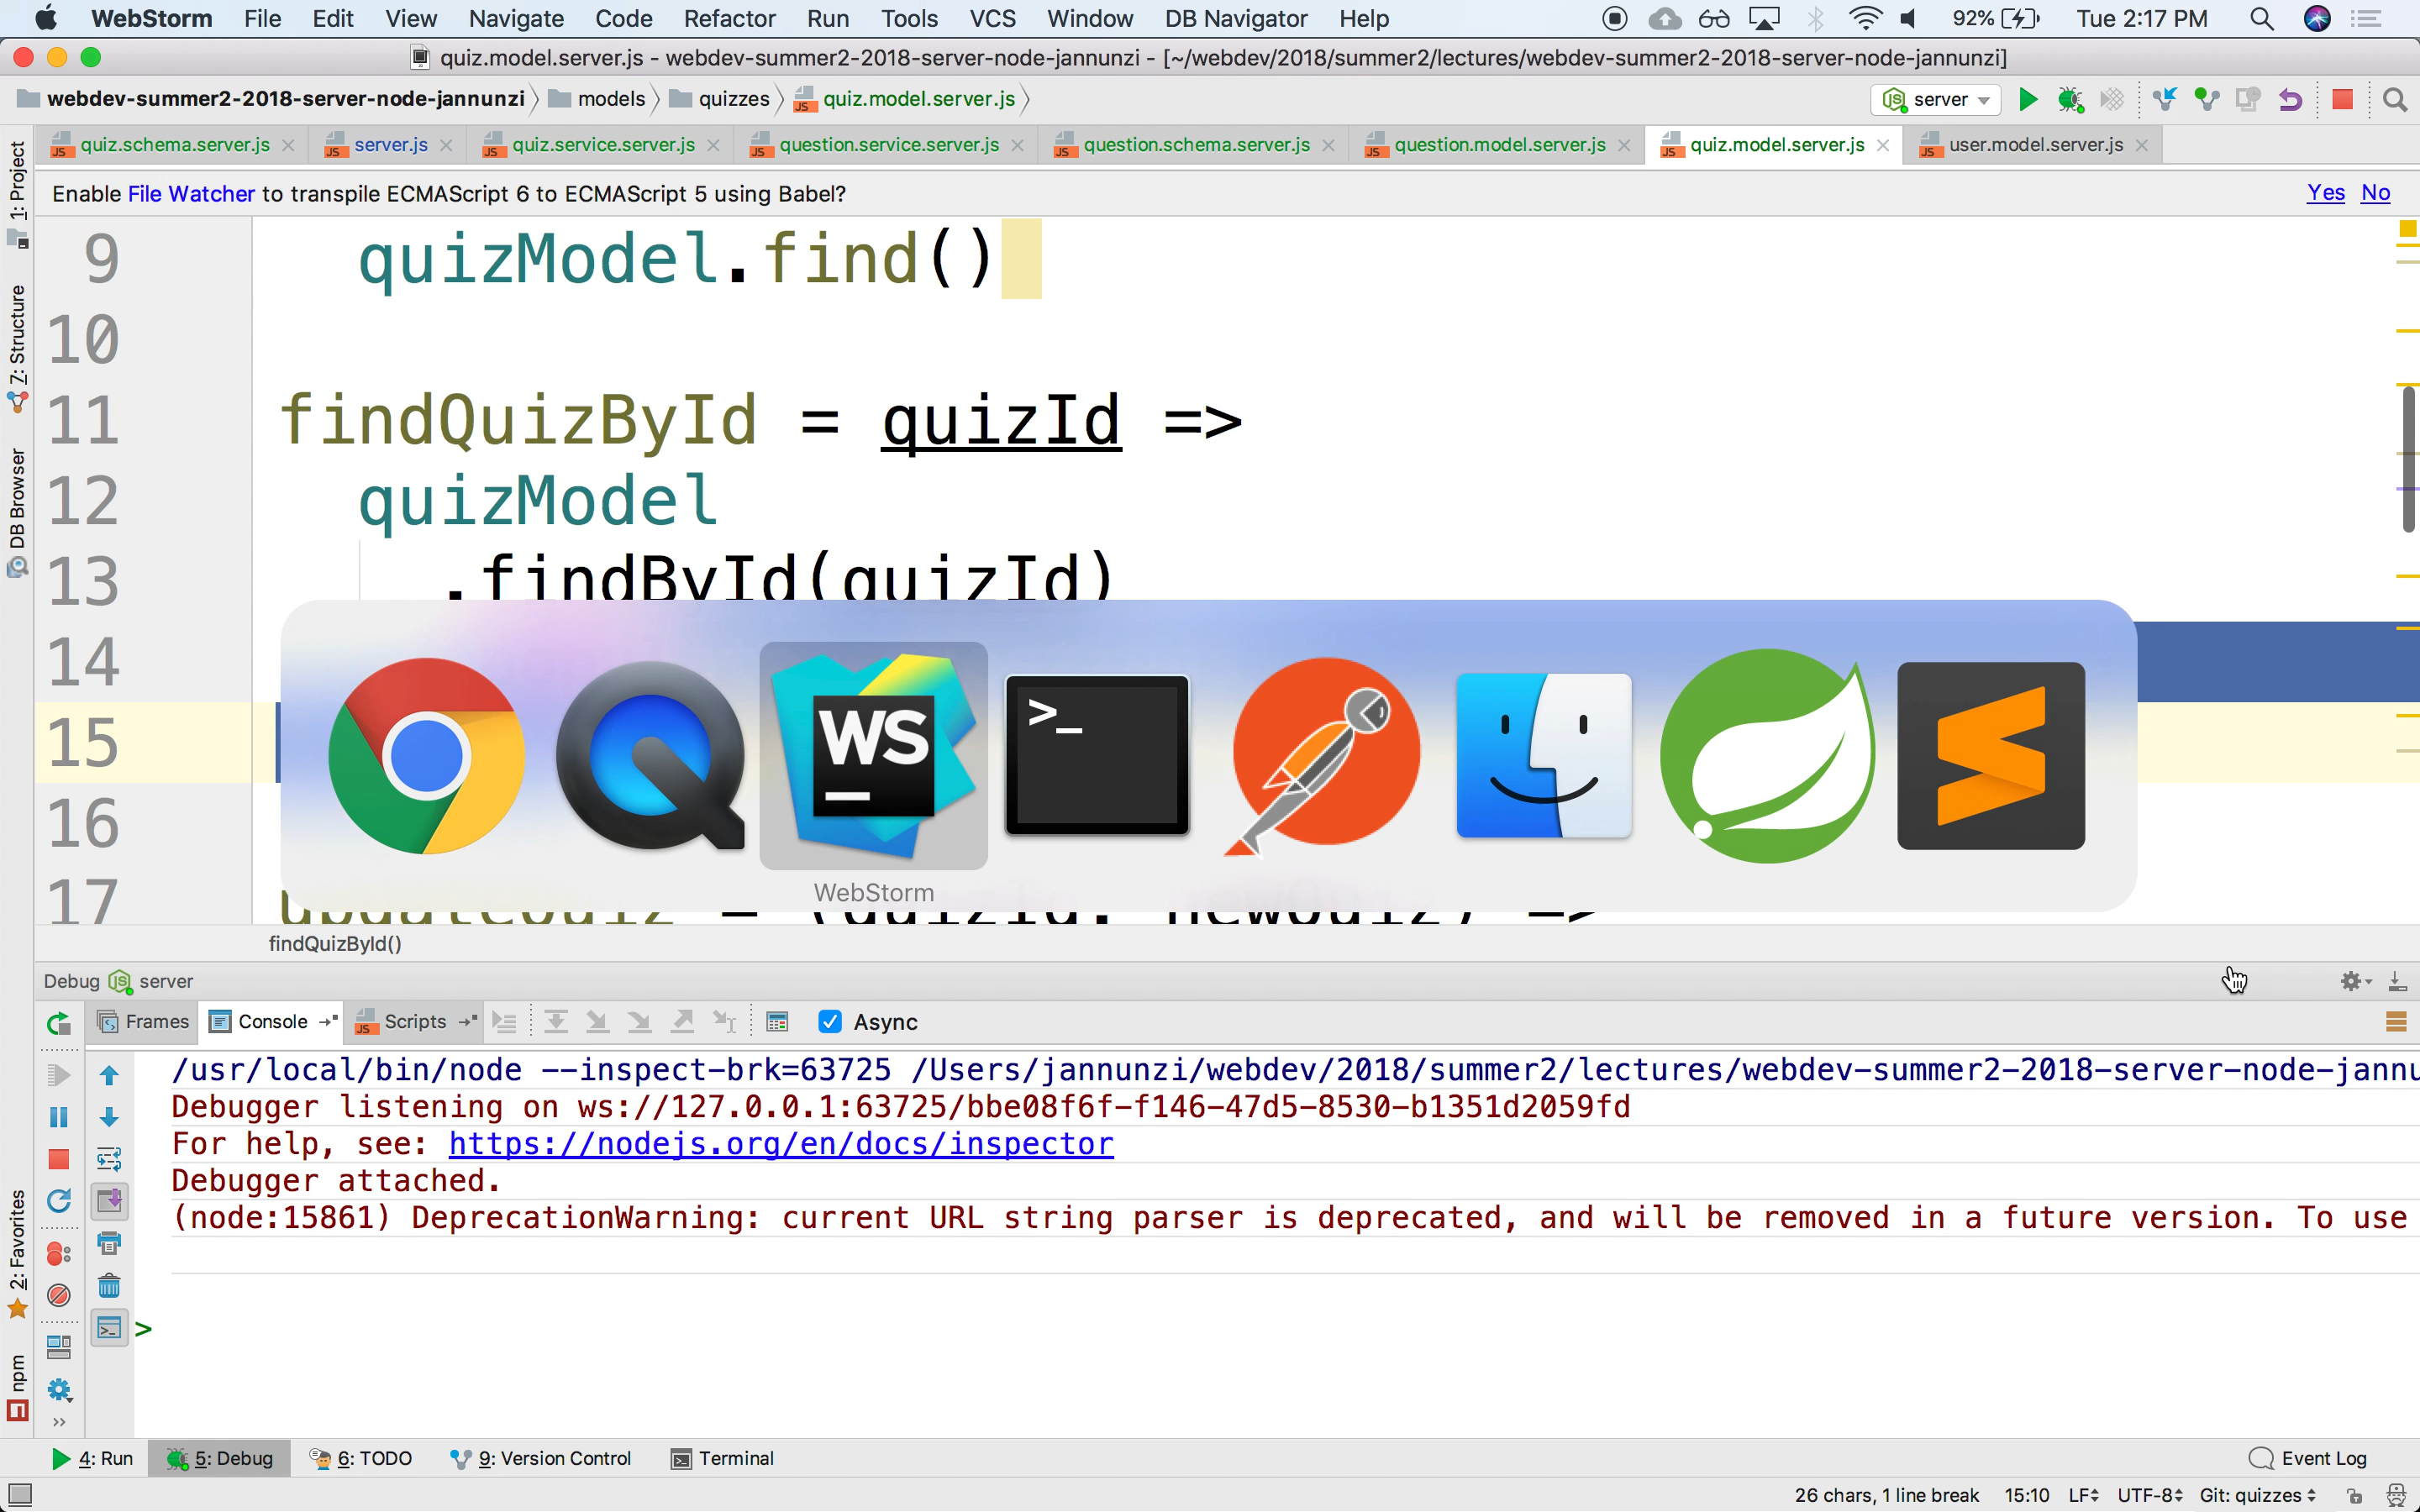 WebStorm File Edit View Navigate Code Refactor Run Tools VCS Window DB Navigator Help 92% Tue 2:17 PM
quiz.model.server.js - webdev-summer2-2018-server-node-jannunzi - [~/webdev/2018/summer2/lectures/webdev-summer2-2018-server-node-jannunzi]
webdev-summer2-2018-server-node-jannunzi models quizzes quiz.model.server.js server
quiz.schema.server.js server.js quiz.service.server.js question.service.server.js question.schema.server.js question.model.server.js quiz.model.server.js user.model.server.js
Enable File Watcher to transpile ECMAScript 6 to ECMAScript 5 using Babel? Yes No
1: Project
7: Structure
DB Browser
2: Favorites
npm
9 quizModel.find()
10
11 findQuizById = quizId =>
12 quizModel
13 .findById(quizId)
14
15
16
17 updateQuiz = (quizId, newQuiz) =>
WS
>_
WebStorm
findQuizById()
Debug server
Frames Console Scripts Async
/usr/local/bin/node --inspect-brk=63725 /Users/jannunzi/webdev/2018/summer2/lectures/webdev-summer2-2018-server-node-jannu
Debugger listening on ws://127.0.0.1:63725/bbe08f6f-f146-47d5-8530-b1351d2059fd
For help, see: https://nodejs.org/en/docs/inspector
Debugger attached.
(node:15861) DeprecationWarning: current URL string parser is deprecated, and will be removed in a future version. To use
>
4: Run 5: Debug 6: TODO 9: Version Control Terminal Event Log
26 chars, 1 line break 15:10 LF UTF-8 Git: quizzes